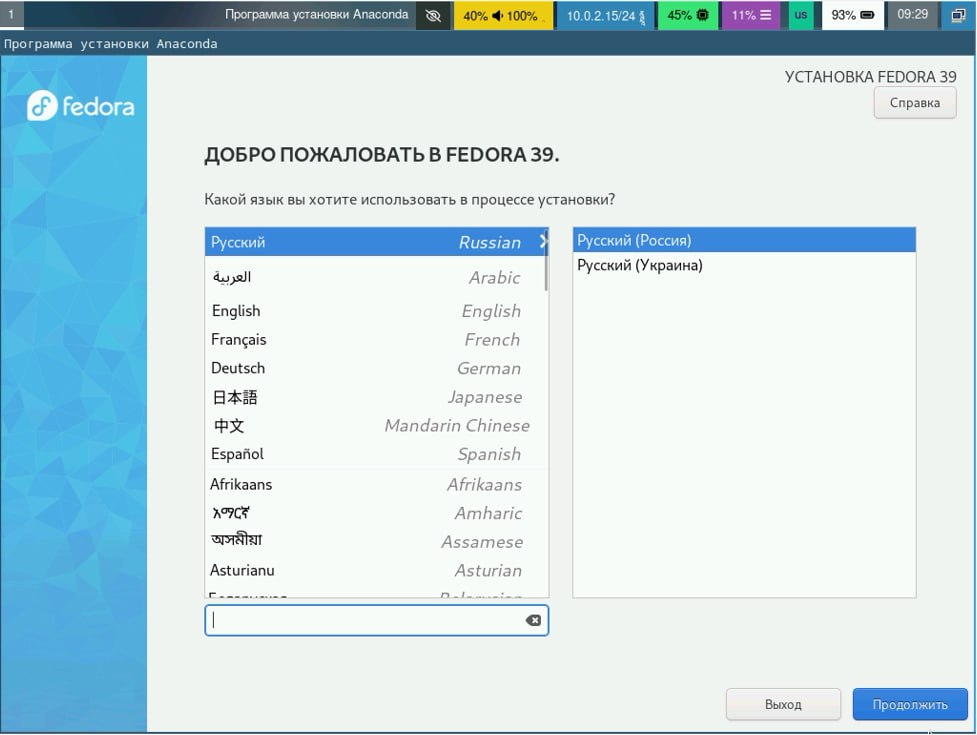 1 Программа установки Anaconda 40% 100% 10.0.2.15/24 45% 11% us 93% 09:29
Программа установки Anaconda
fedora
УСТАНОВКА FEDORA 39
Справка
ДОБРО ПОЖАЛОВАТЬ В FEDORA 39.
Какой язык вы хотите использовать в процессе установки?
Русский Russian
العربية Arabic
English English
Français French
Deutsch German
日本語 Japanese
中文 Mandarin Chinese
Español Spanish
Afrikaans Afrikaans
አማርኛ Amharic
অসমীয়া Assamese
Asturianu Asturian
Русский (Россия)
Русский (Украина)
Выход
Продолжить